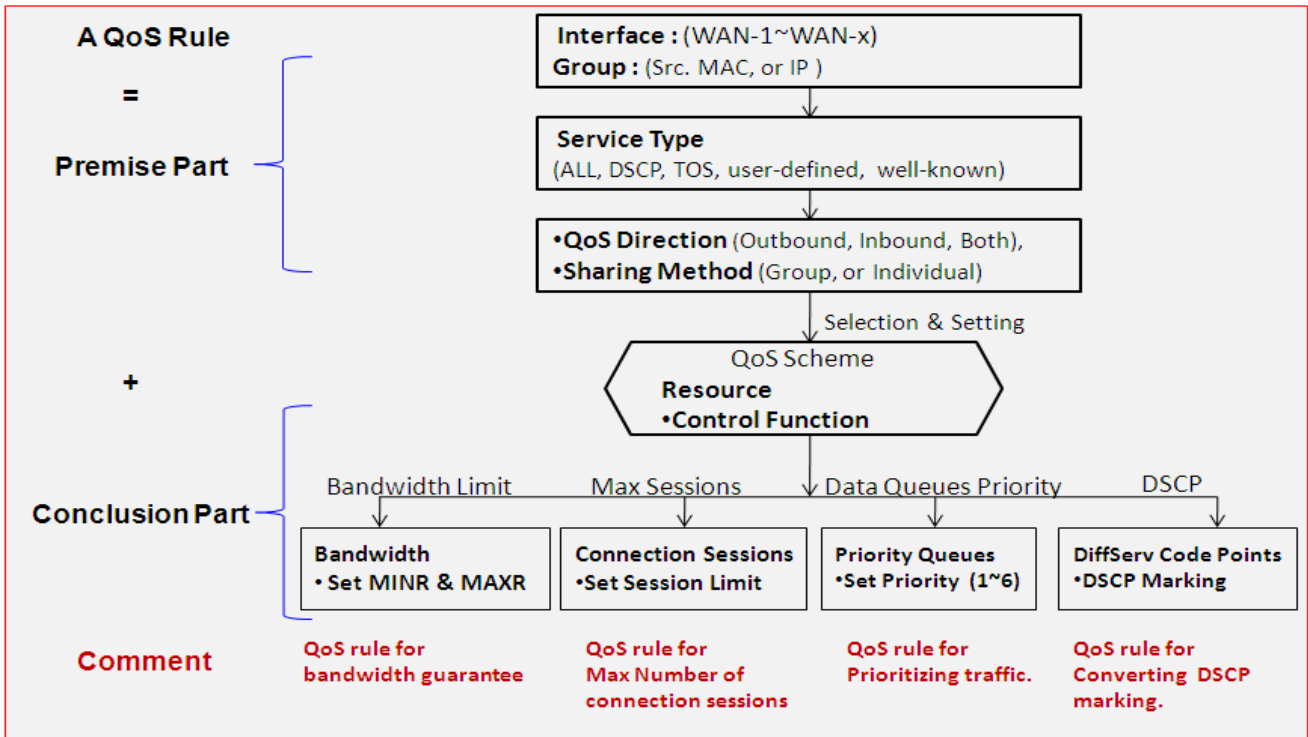 A QoS Rule
=
Premise Part
+
Conclusion Part
Comment
Interface : (WAN-1~WAN-x)
Group : (Src. MAC, or IP )
Service Type
(ALL, DSCP, TOS, user-defined, well-known)
•QoS Direction (Outbound, Inbound, Both),
•Sharing Method (Group, or Individual)
Selection & Setting
QoS Scheme
Resource
•Control Function
Bandwidth Limit
Max Sessions
Data Queues Priority
DSCP
Bandwidth
• Set MINR & MAXR
Connection Sessions
•Set Session Limit
Priority Queues
•Set Priority (1~6)
DiffServ Code Points
•DSCP Marking
QoS rule for
bandwidth guarantee
QoS rule for
Max Number of
connection sessions
QoS rule for
Prioritizing traffic.
QoS rule for
Converting DSCP
marking.